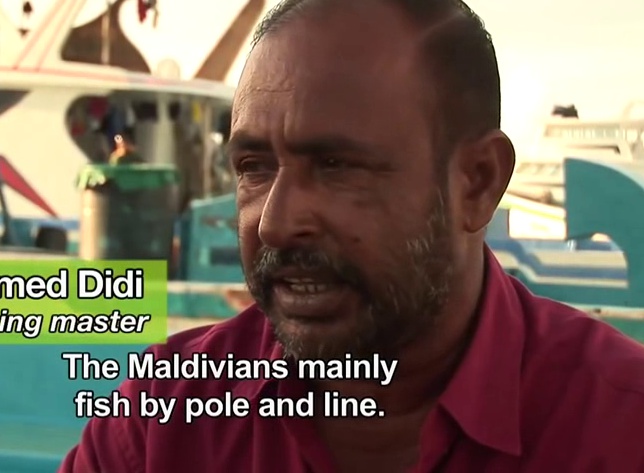 med Didi
ing master
The Maldivians mainly
fish by pole and line.